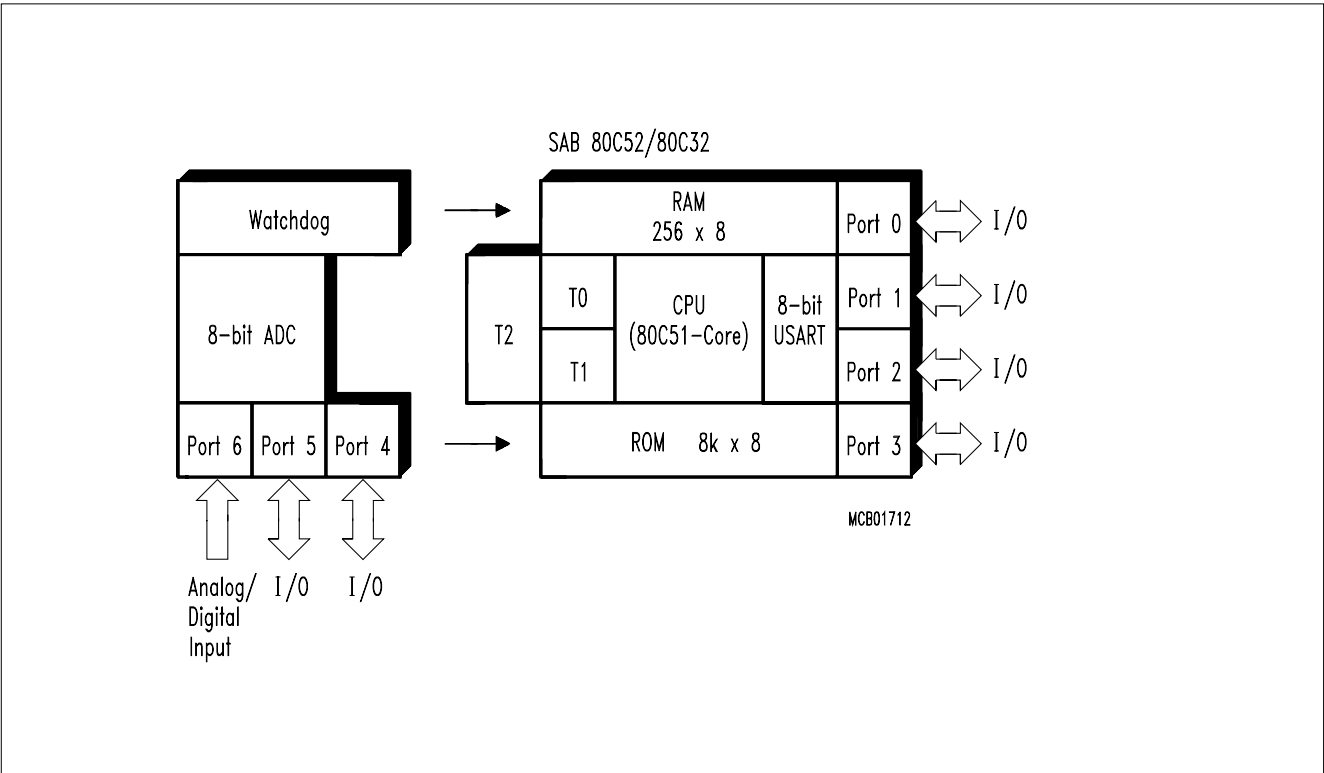 SAB 80C52/80C32
Watchdog
8-bit ADC
Port 6
Port 5
Port 4
Analog/
Digital
Input
I/O
I/O
T2
T0
T1
RAM
256 x 8
CPU
(80C51-Core)
8-bit
USART
ROM 8k x 8
Port 0
I/O
Port 1
I/O
Port 2
I/O
Port 3
I/O
MCB01712